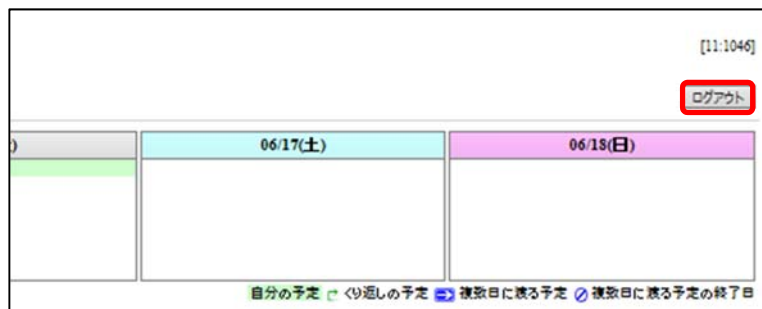 [11:1046]
ログアウト
) 06/17(土) 06/18(日)
自分の予定 くり返しの予定 複数日に渡る予定 複数日に渡る予定の終了日